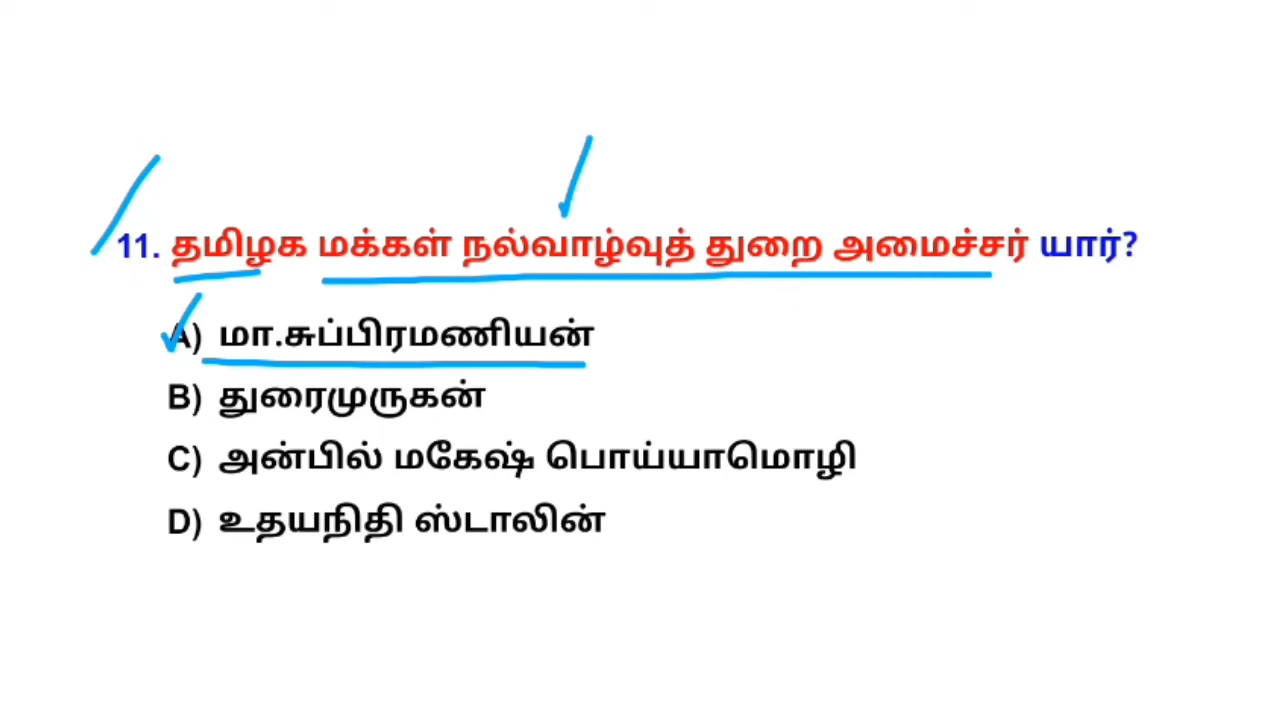 11. தமிழக மக்கள் நல்வாழ்வுத் துறை அமைச்சர் யார்?
A) மா.சுப்பிரமணியன்
B) துரைமுருகன்
C) அன்பில் மகேஷ் பொய்யாமொழி
D) உதயநிதி ஸ்டாலின்